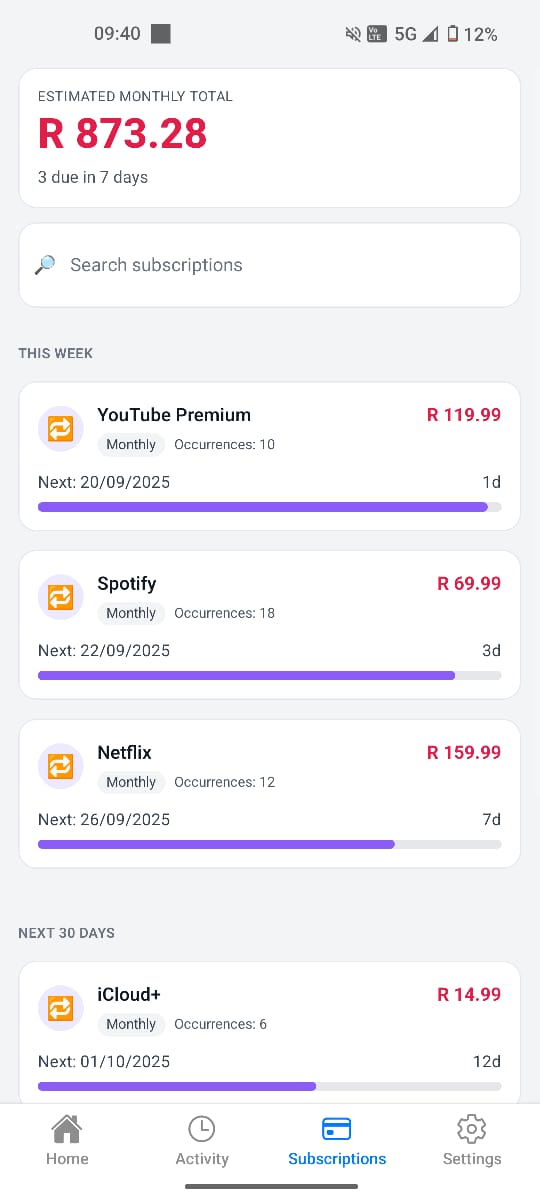 09:40 5G 12%
ESTIMATED MONTHLY TOTAL
R 873.28
3 due in 7 days
Search subscriptions
THIS WEEK
YouTube Premium R 119.99
Monthly Occurrences: 10
Next: 20/09/2025 1d
Spotify R 69.99
Monthly Occurrences: 18
Next: 22/09/2025 3d
Netflix R 159.99
Monthly Occurrences: 12
Next: 26/09/2025 7d
NEXT 30 DAYS
iCloud+ R 14.99
Monthly Occurrences: 6
Next: 01/10/2025 12d
Home Activity Subscriptions Settings